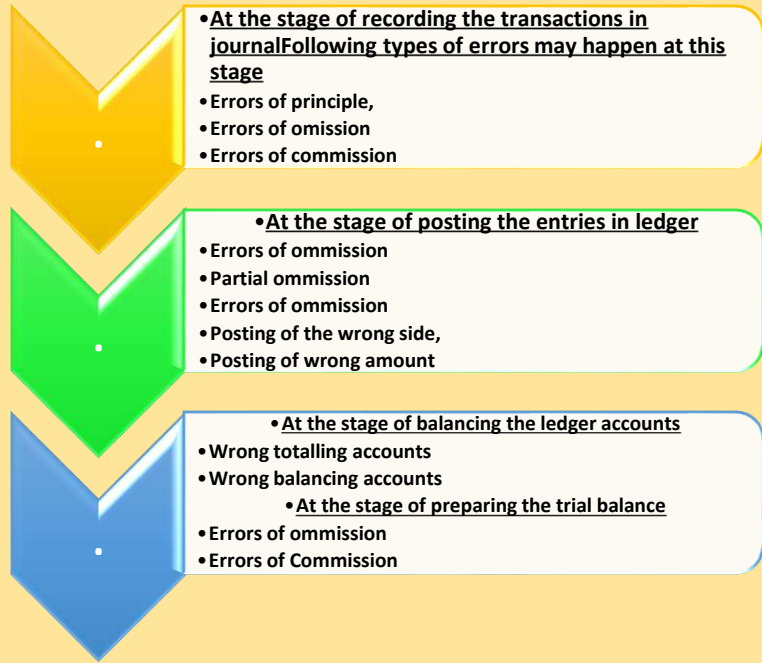 •At the stage of recording the transactions in
journalFollowing types of errors may happen at this
stage
•Errors of principle,
•Errors of omission
•Errors of commission
•At the stage of posting the entries in ledger
•Errors of ommission
•Partial ommission
•Errors of ommission
•Posting of the wrong side,
•Posting of wrong amount
•At the stage of balancing the ledger accounts
•Wrong totalling accounts
•Wrong balancing accounts
•At the stage of preparing the trial balance
•Errors of ommission
•Errors of Commission